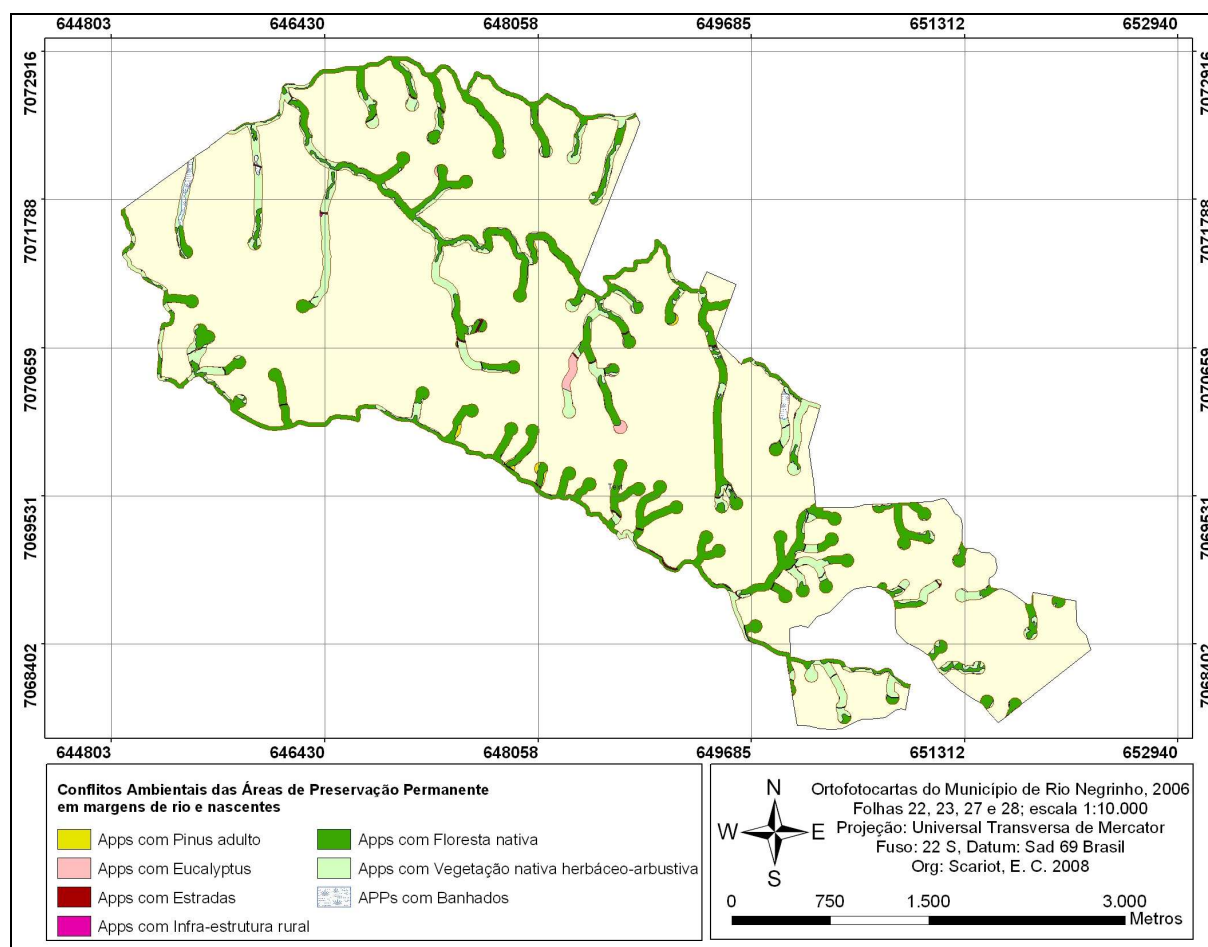 644803 646430 648058 649685 651312 652940
7072916 7072916
7071788 7071788
7070659 7070659
7069531 7069531
7068402 7068402
644803 646430 648058 649685 651312 652940
Conflitos Ambientais das Áreas de Preservação Permanente
em margens de rio e nascentes
Apps com Pinus adulto
Apps com Eucalyptus
Apps com Estradas
Apps com Infra-estrutura rural
Apps com Floresta nativa
Apps com Vegetação nativa herbáceo-arbustiva
APPs com Banhados
N
W E
S
Ortofotocartas do Município de Rio Negrinho, 2006
Folhas 22, 23, 27 e 28; escala 1:10.000
Projeção: Universal Transversa de Mercator
Fuso: 22 S, Datum: Sad 69 Brasil
Org: Scariot, E. C. 2008
0 750 1.500 3.000
Metros